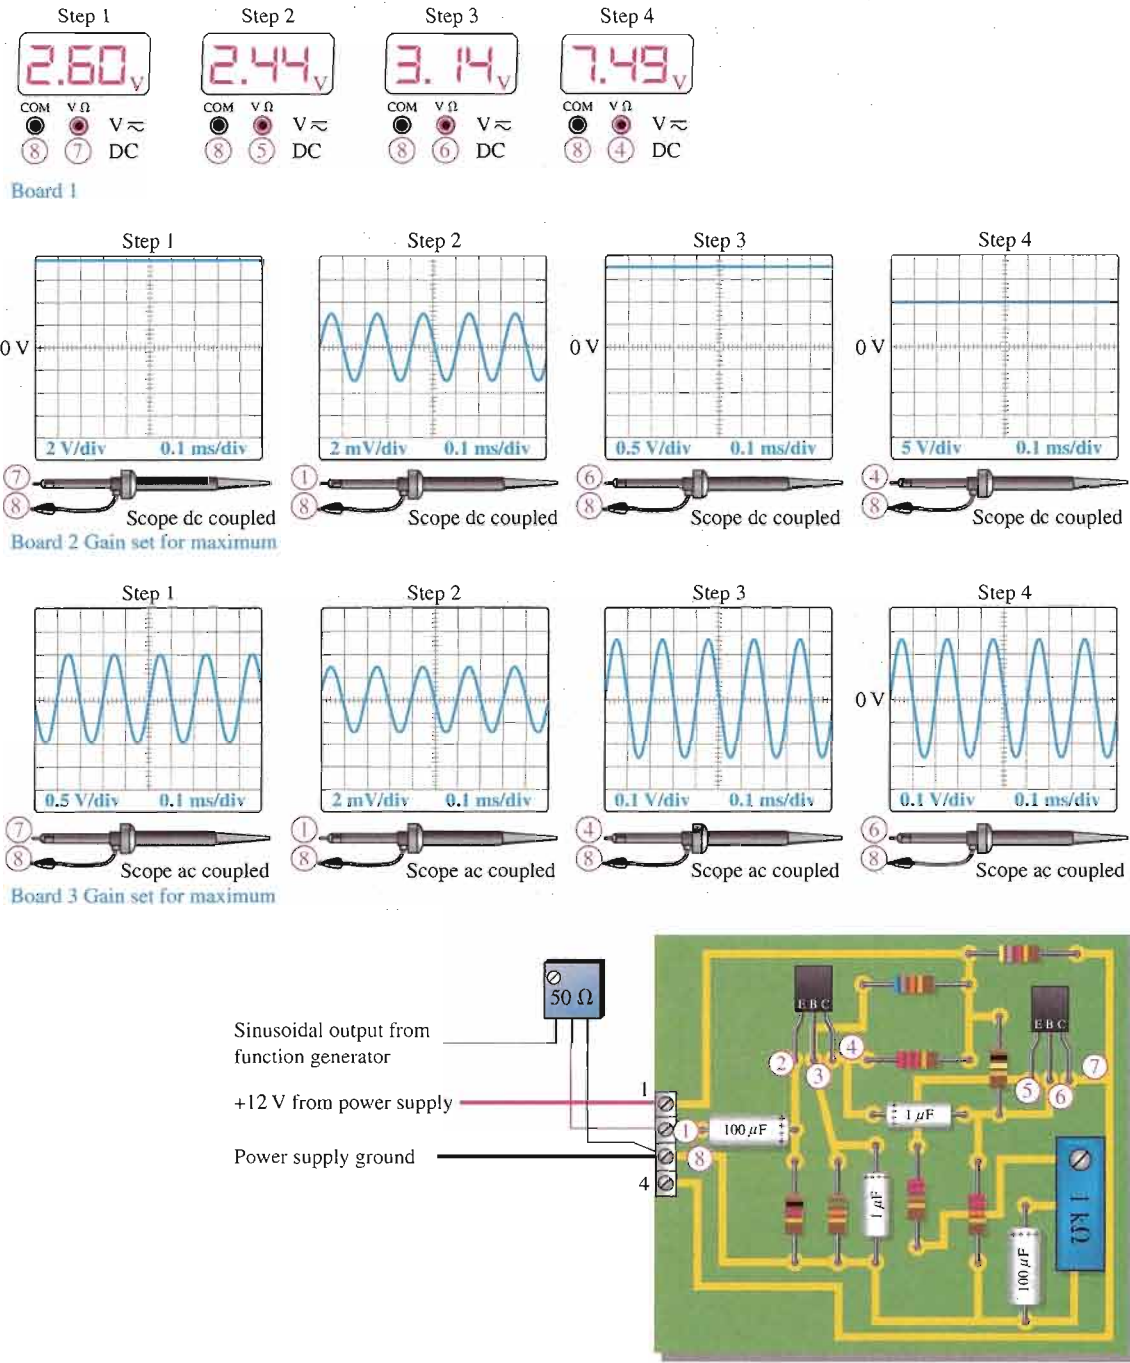 Step 1 Step 2 Step 3 Step 4
2.60 V 2.44 V 3.14 V 7.49 V
COM VΩ COM VΩ COM VΩ COM VΩ
V V V V
8 7 DC 8 5 DC 8 6 DC 8 4 DC
Board 1
Step 1 Step 2 Step 3 Step 4
0 V 0 V 0 V
2 V/div 0.1 ms/div 2 mV/div 0.1 ms/div 0.5 V/div 0.1 ms/div 5 V/div 0.1 ms/div
7 1 6 4
8 8 8 8
Scope dc coupled Scope dc coupled Scope dc coupled Scope dc coupled
Board 2 Gain set for maximum
Step 1 Step 2 Step 3 Step 4
0 V
0.5 V/div 0.1 ms/div 2 mV/div 0.1 ms/div 0.1 V/div 0.1 ms/div 0.1 V/div 0.1 ms/div
7 1 4 6
8 8 8 8
Scope ac coupled Scope ac coupled Scope ac coupled Scope ac coupled
Board 3 Gain set for maximum
50 Ω
E B C
E B C
Sinusoidal output from
function generator
2 3 4
5 6 7
+12 V from power supply
1
1
100 µF
1 µF
Power supply ground
8
4
1 µF
1 kΩ
100 µF